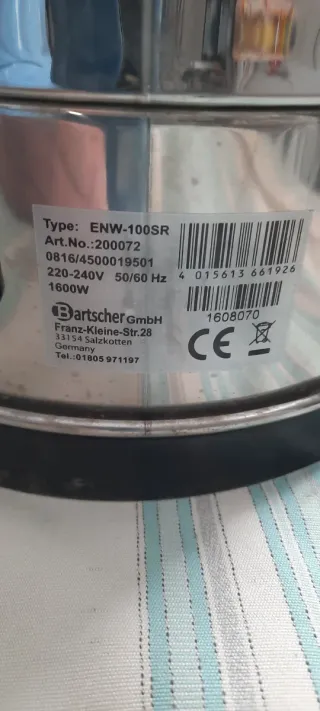 Type: ENW-100SR
Art.No.:200072
0816/4500019501
220-240V 50/60 Hz
1600W
4 015613 661926
Bartscher GmbH
Franz-Kleine-Str.28
33154 Salzkotten
Germany
Tel.:01805 971197
1608070
CE